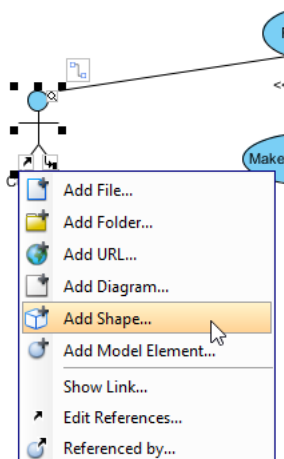 <<
Make
Add File...
Add Folder...
Add URL...
Add Diagram...
Add Shape...
Add Model Element...
Show Link...
Edit References...
Referenced by...